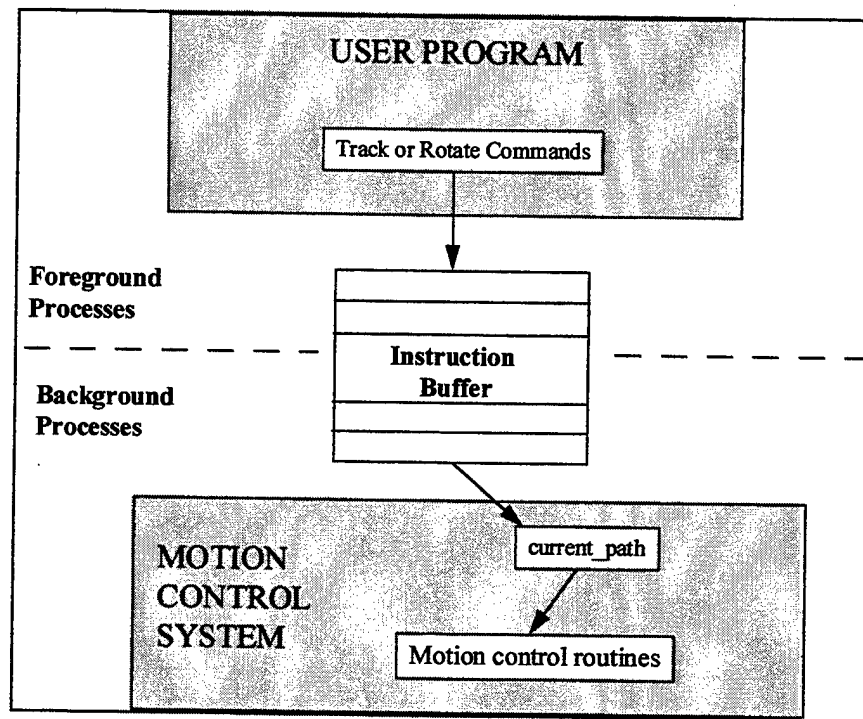 USER PROGRAM
Track or Rotate Commands
Foreground
Processes
Instruction
Buffer
Background
Processes
current_path
MOTION
CONTROL
SYSTEM
Motion control routines